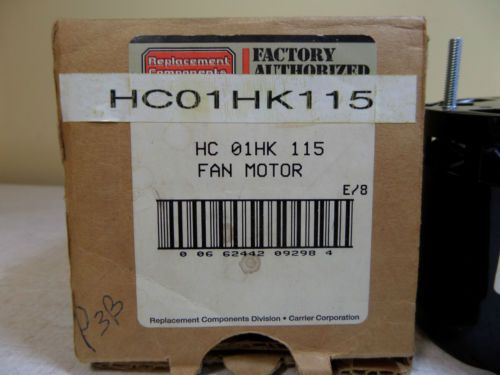 Replacement
Components
FACTORY
AUTHORIZED
HC01HK115
HC 01HK 115
FAN MOTOR
E/8
0 06 62442 09298 4
Replacement Components Division • Carrier Corporation
P3B